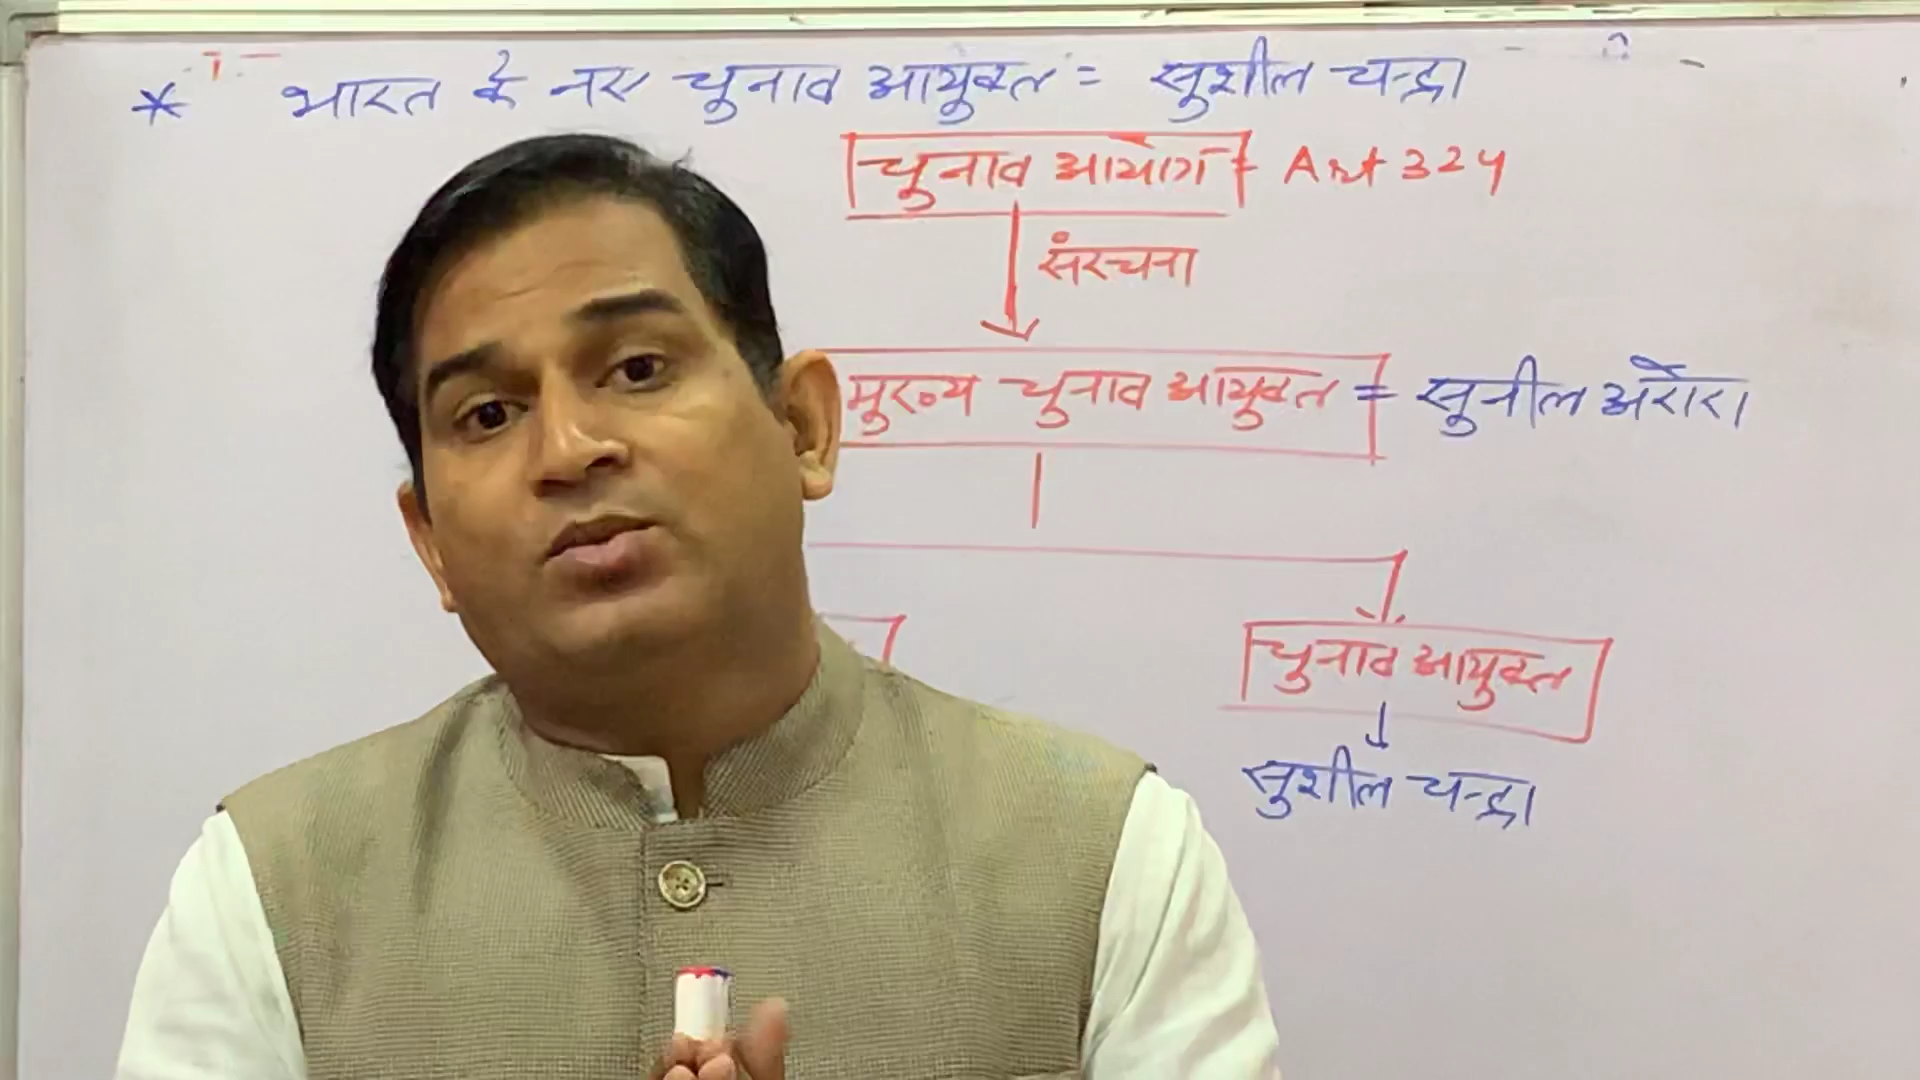 * भारत के नए चुनाव आयुक्त = सुशील चन्द्रा
चुनाव आयोग - Art 324
संरचना
मुख्य चुनाव आयुक्त = सुनील अरोरा
चुनाव आयुक्त
सुशील चन्द्रा